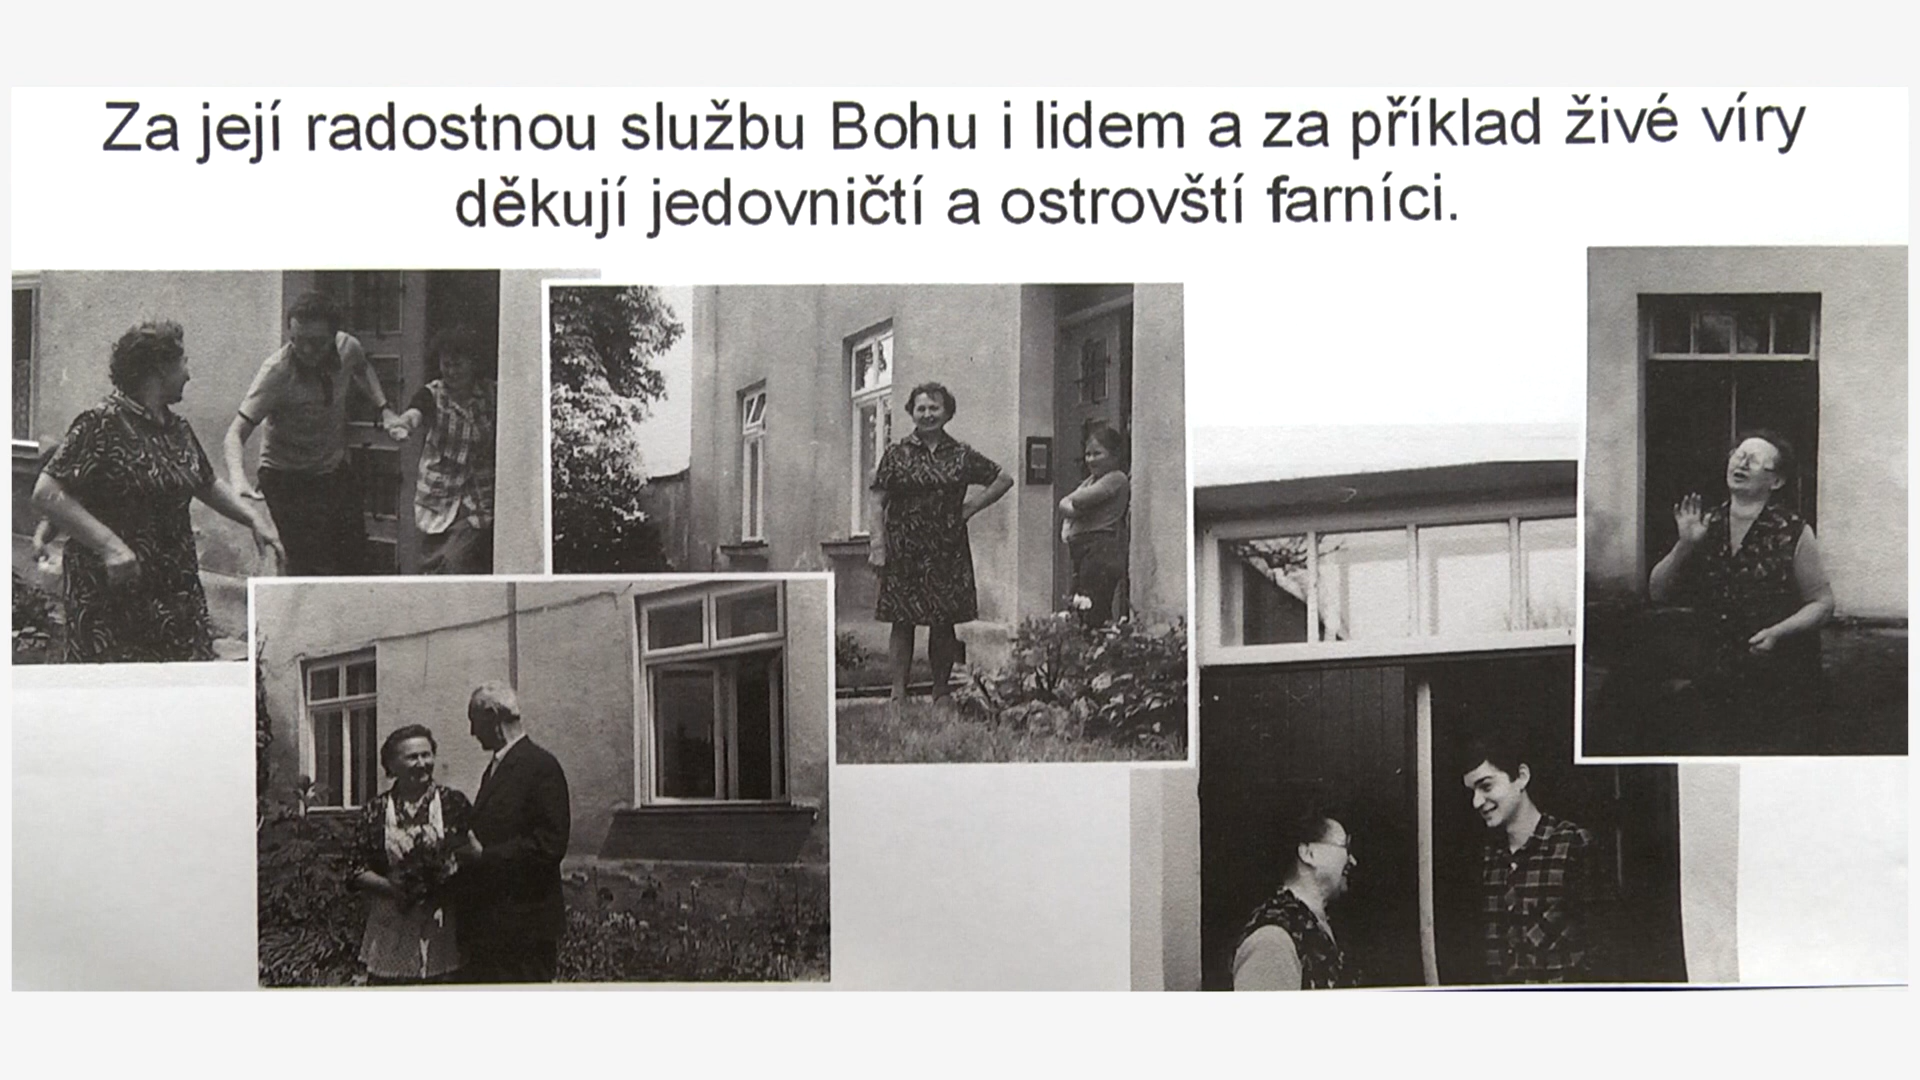 Za její radostnou službu Bohu i lidem a za příklad živé víry
děkují jedovničtí a ostrovští farníci.